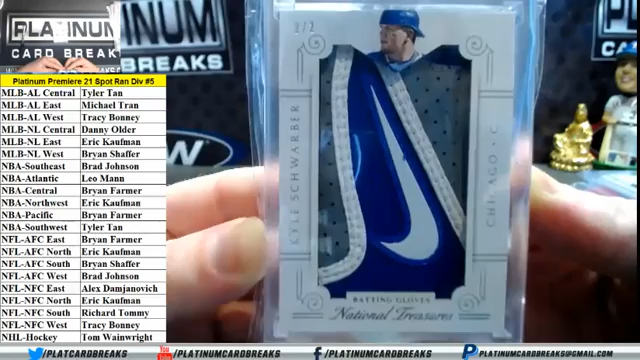 PLATINUM
CARD BREAKS
Platinum Premiere 21 Spot Ran Div #5
MLB-AL Central Tyler Tan
MLB-AL East Michael Tran
MLB-AL West Tracy Bonney
MLB-NL Central Danny Older
MLB-NL East Eric Kaufman
MLB-NL West Bryan Shaffer
NBA-Southeast Brad Johnson
NBA-Atlantic Leo Mann
NBA-Central Bryan Farmer
NBA-Northwest Eric Kaufman
NBA-Pacific Bryan Farmer
NBA-Southwest Tyler Tan
NFL-AFC East Bryan Farmer
NFL-AFC North Eric Kaufman
NFL-AFC South Bryan Shaffer
NFL-AFC West Brad Johnson
NFL-NFC East Alex Damjanovich
NFL-NFC North Eric Kaufman
NFL-NFC South Richard Tommy
NFL-NFC West Tracy Bonney
NHL-Hockey Tom Wainwright
PLATINUM
BREAKS
2/2
KYLE SCHWARBER
CHICAGO - C
BATTING GLOVES
National Treasures
/PLATCARDBREAKS
/PLATINUMCARDBREAKS
/PLATINUMCARDBREAKS
PLATINUMCARDBREAKS@GMAIL.COM